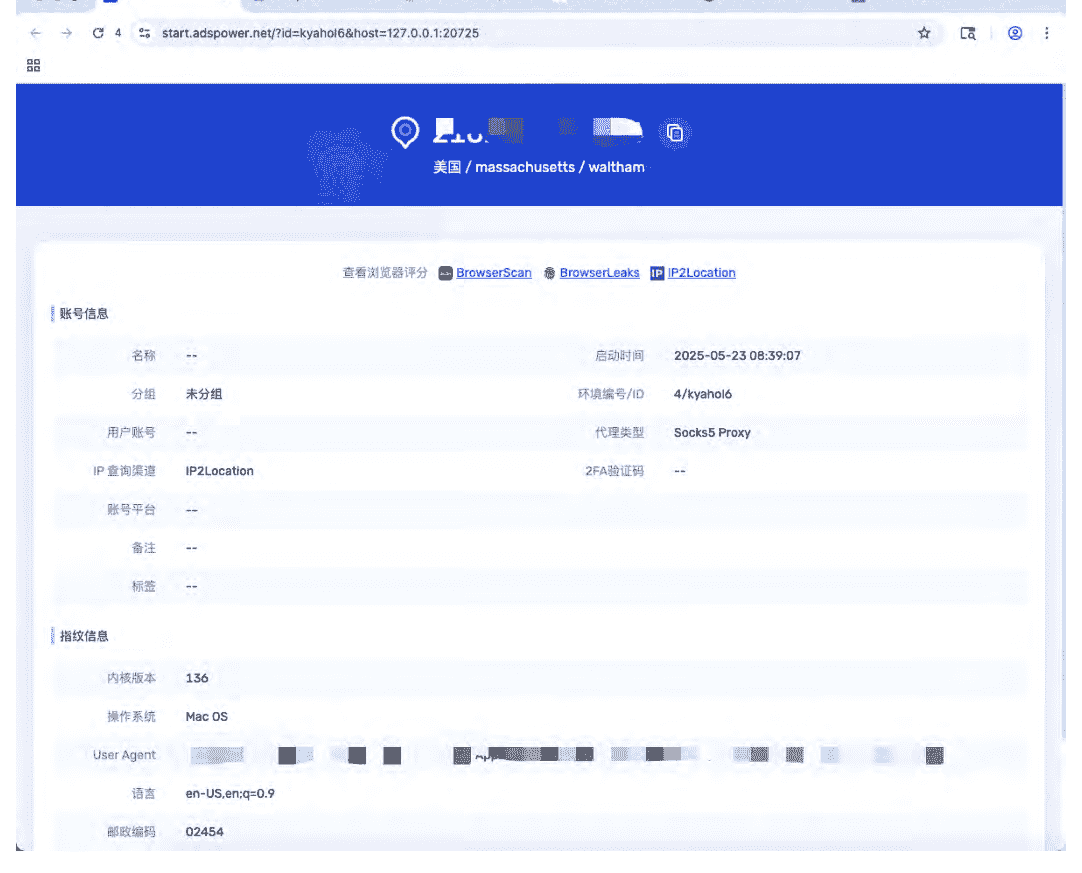 4
start.adspower.net/?id=kyahol6&host=127.0.0.1:20725
美国 / massachusetts / waltham
查看浏览器评分 BrowserScan BrowserLeaks IP IP2Location
账号信息
名称 --
启动时间 2025-05-23 08:39:07
分组 未分组
环境编号/ID 4/kyahol6
用户账号 --
代理类型 Socks5 Proxy
IP 查询渠道 IP2Location
2FA验证码 --
账号平台 --
备注 --
标签 --
指纹信息
内核版本 136
操作系统 Mac OS
User Agent
语言 en-US,en;q=0.9
邮政编码 02454